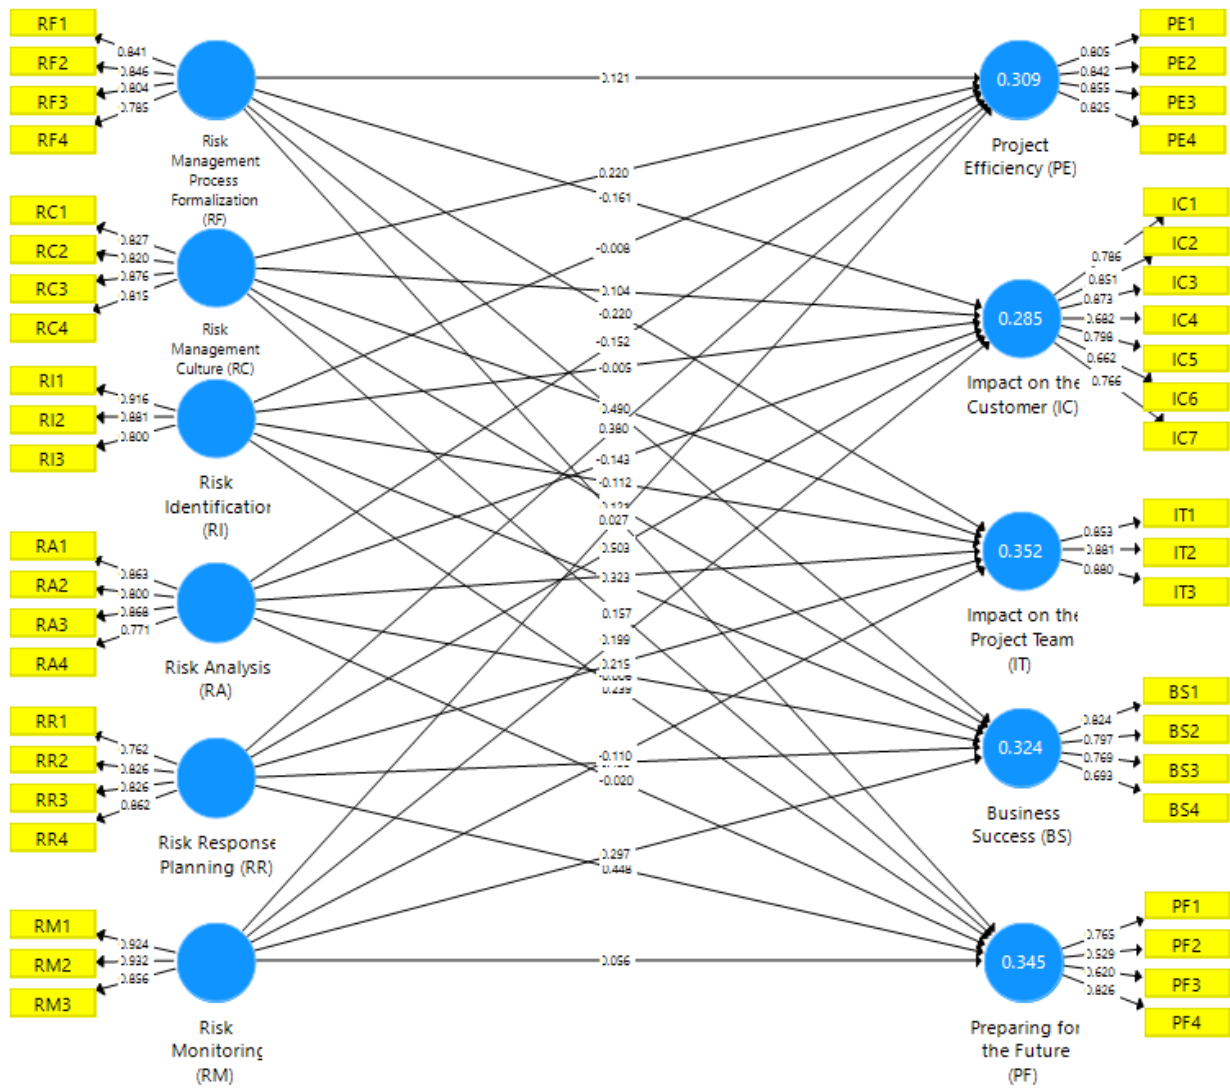 RF1
RF2
RF3
RF4
0.841
0.846
0.804
0.785
Risk
Management
Process
Formalization
(RF)
RC1
RC2
RC3
RC4
0.827
0.820
0.876
0.815
Risk
Management
Culture (RC)
RI1
RI2
RI3
0.916
0.881
0.800
Risk
Identification
(RI)
RA1
RA2
RA3
RA4
0.863
0.800
0.868
0.771
Risk Analysis
(RA)
RR1
RR2
RR3
RR4
0.762
0.826
0.826
0.862
Risk Response
Planning (RR)
RM1
RM2
RM3
0.924
0.932
0.856
Risk
Monitoring
(RM)
0.121
0.220
-0.161
-0.008
0.104
-0.220
-0.152
-0.005
0.490
0.380
-0.143
-0.112
0.027
0.503
0.323
0.157
0.199
0.215
0.239
-0.110
-0.020
0.297
0.448
0.056
0.309
Project
Efficiency (PE)
0.805
0.842
0.855
0.825
PE1
PE2
PE3
PE4
0.285
Impact on the
Customer (IC)
0.786
0.851
0.873
0.682
0.798
0.662
0.766
IC1
IC2
IC3
IC4
IC5
IC6
IC7
0.352
Impact on the
Project Team
(IT)
0.853
0.881
0.880
IT1
IT2
IT3
0.324
Business
Success (BS)
0.824
0.797
0.769
0.693
BS1
BS2
BS3
BS4
0.345
Preparing for
the Future
(PF)
0.765
0.529
0.620
0.826
PF1
PF2
PF3
PF4